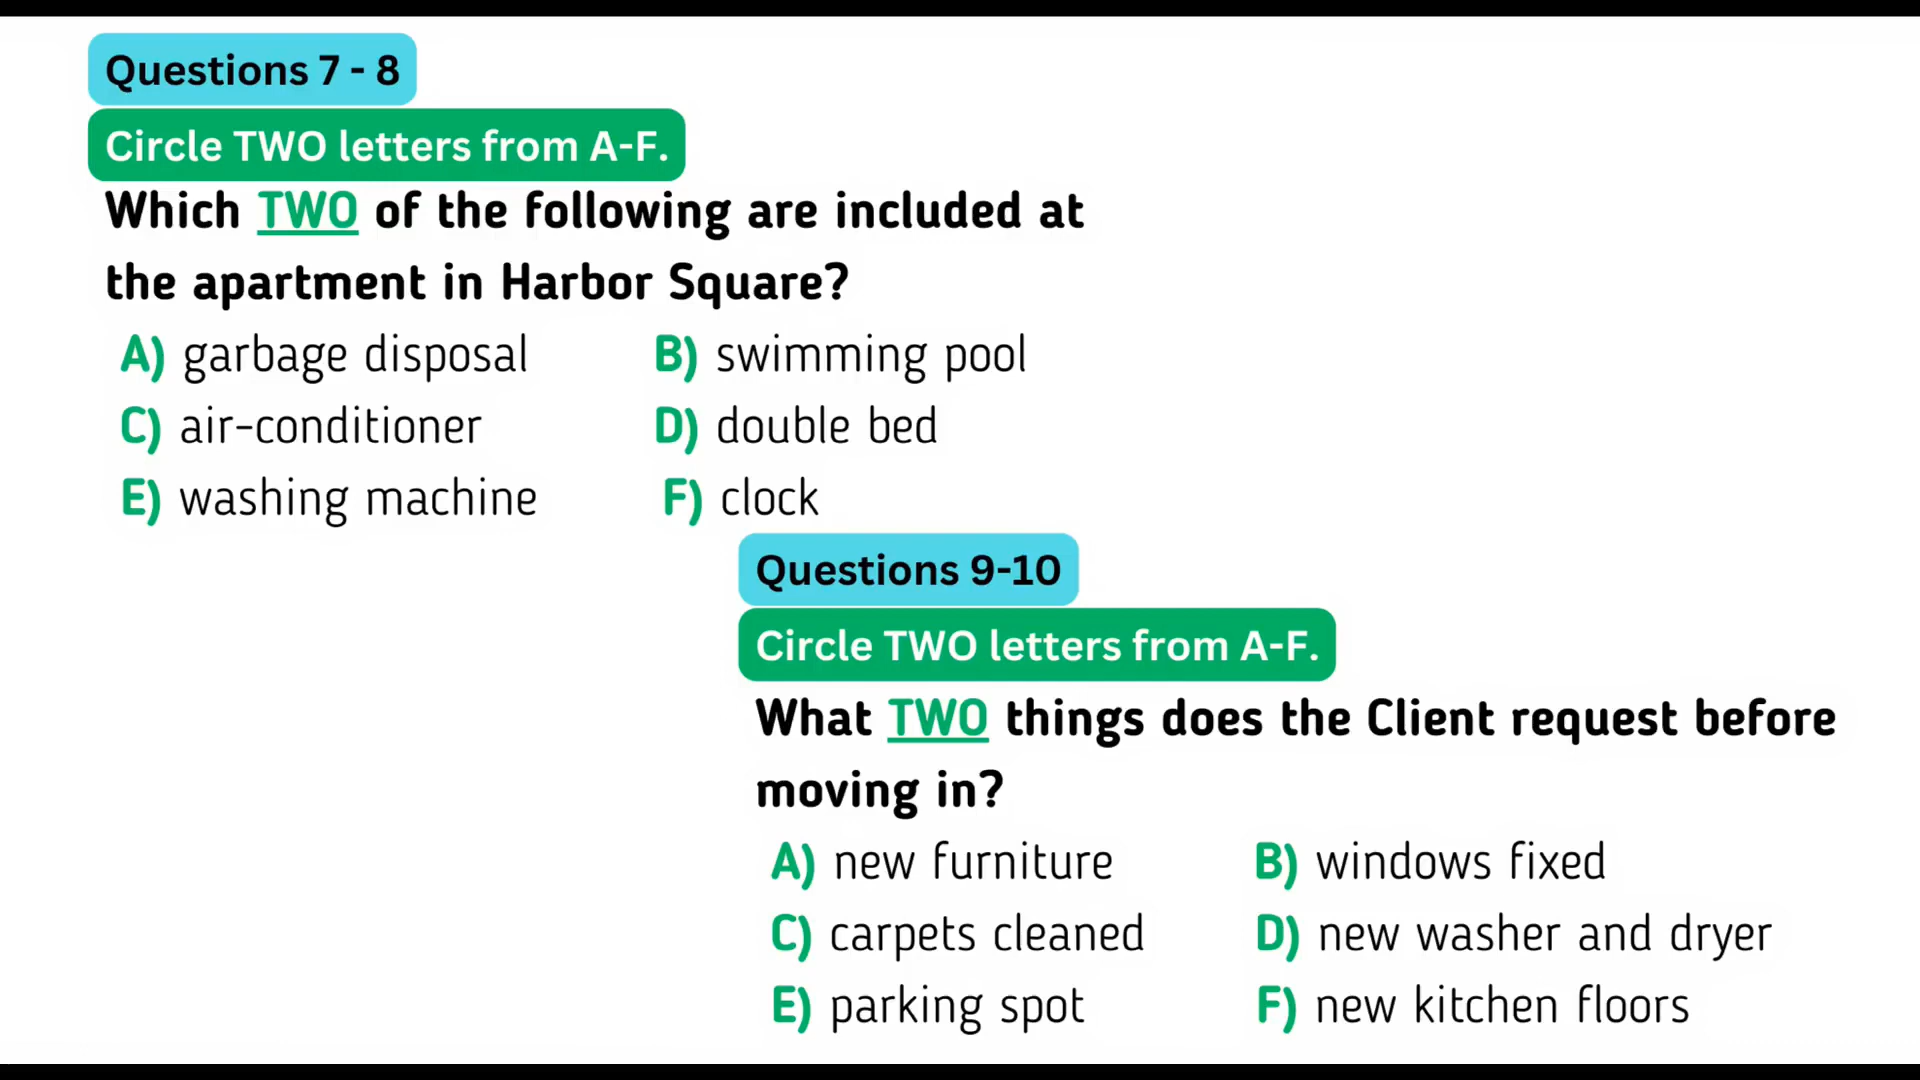 Questions 7 - 8
Circle TWO letters from A-F.
Which TWO of the following are included at
the apartment in Harbor Square?
A) garbage disposal B) swimming pool
C) air-conditioner D) double bed
E) washing machine F) clock
Questions 9-10
Circle TWO letters from A-F.
What TWO things does the Client request before
moving in?
A) new furniture B) windows fixed
C) carpets cleaned D) new washer and dryer
E) parking spot F) new kitchen floors